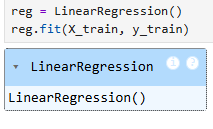 reg = LinearRegression()
reg.fit(X_train, y_train)
▾ LinearRegression i ?
LinearRegression()